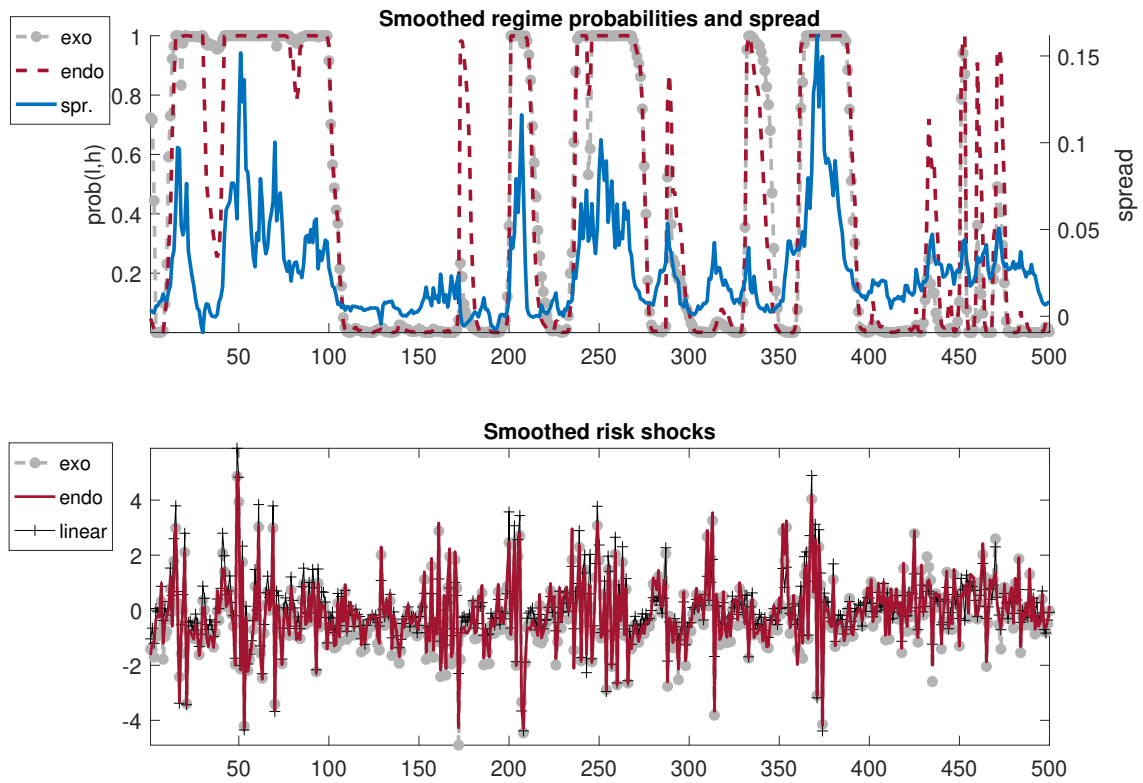 Smoothed regime probabilities and spread
exo
endo
spr.
prob(l,h)
1
0.8
0.6
0.4
0.2
spread
0.15
0.1
0.05
0
50 100 150 200 250 300 350 400 450 500
Smoothed risk shocks
exo
endo
linear
4
2
0
-2
-4
50 100 150 200 250 300 350 400 450 500